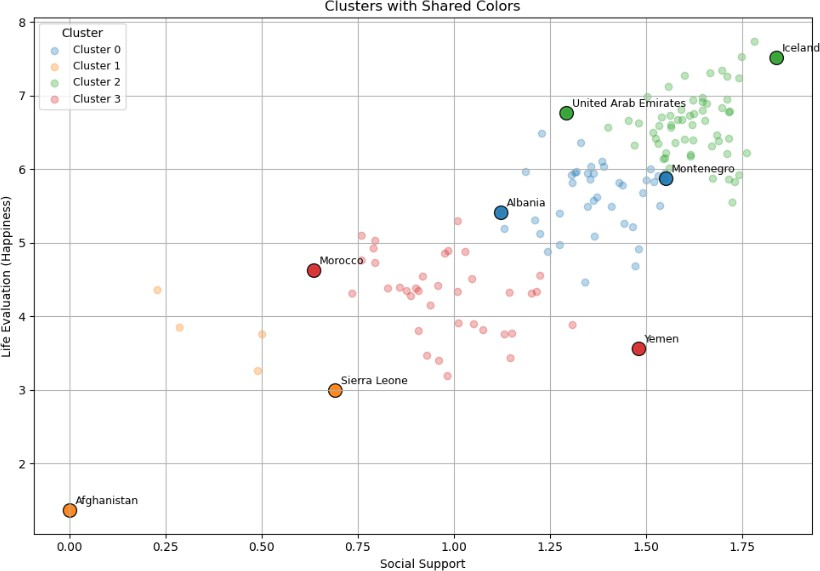 Clusters with Shared Colors
Cluster
Cluster 0
Cluster 1
Cluster 2
Cluster 3
Iceland
United Arab Emirates
Montenegro
Albania
Morocco
Yemen
Sierra Leone
Afghanistan
Life Evaluation (Happiness)
8
7
6
5
4
3
2
0.00 0.25 0.50 0.75 1.00 1.25 1.50 1.75
Social Support